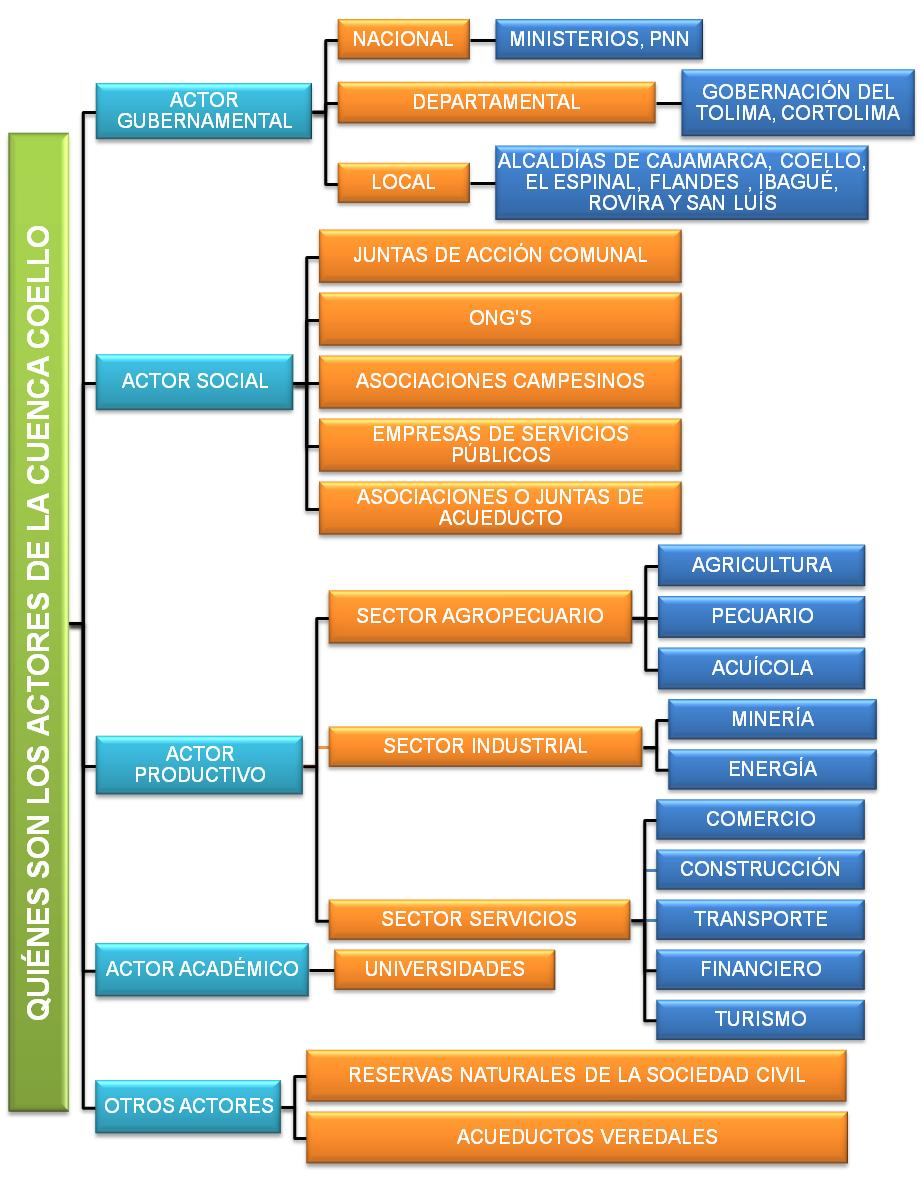 QUIÉNES SON LOS ACTORES DE LA CUENCA COELLO
ACTOR
GUBERNAMENTAL
NACIONAL
MINISTERIOS, PNN
DEPARTAMENTAL
GOBERNACIÓN DEL
TOLIMA, CORTOLIMA
LOCAL
ALCALDÍAS DE CAJAMARCA, COELLO,
EL ESPINAL, FLANDES , IBAGUÉ,
ROVIRA Y SAN LUÍS
ACTOR SOCIAL
JUNTAS DE ACCIÓN COMUNAL
ONG'S
ASOCIACIONES CAMPESINOS
EMPRESAS DE SERVICIOS
PÚBLICOS
ASOCIACIONES O JUNTAS DE
ACUEDUCTO
ACTOR
PRODUCTIVO
SECTOR AGROPECUARIO
AGRICULTURA
PECUARIO
ACUÍCOLA
SECTOR INDUSTRIAL
MINERÍA
ENERGÍA
SECTOR SERVICIOS
COMERCIO
CONSTRUCCIÓN
TRANSPORTE
FINANCIERO
TURISMO
ACTOR ACADÉMICO
UNIVERSIDADES
OTROS ACTORES
RESERVAS NATURALES DE LA SOCIEDAD CIVIL
ACUEDUCTOS VEREDALES